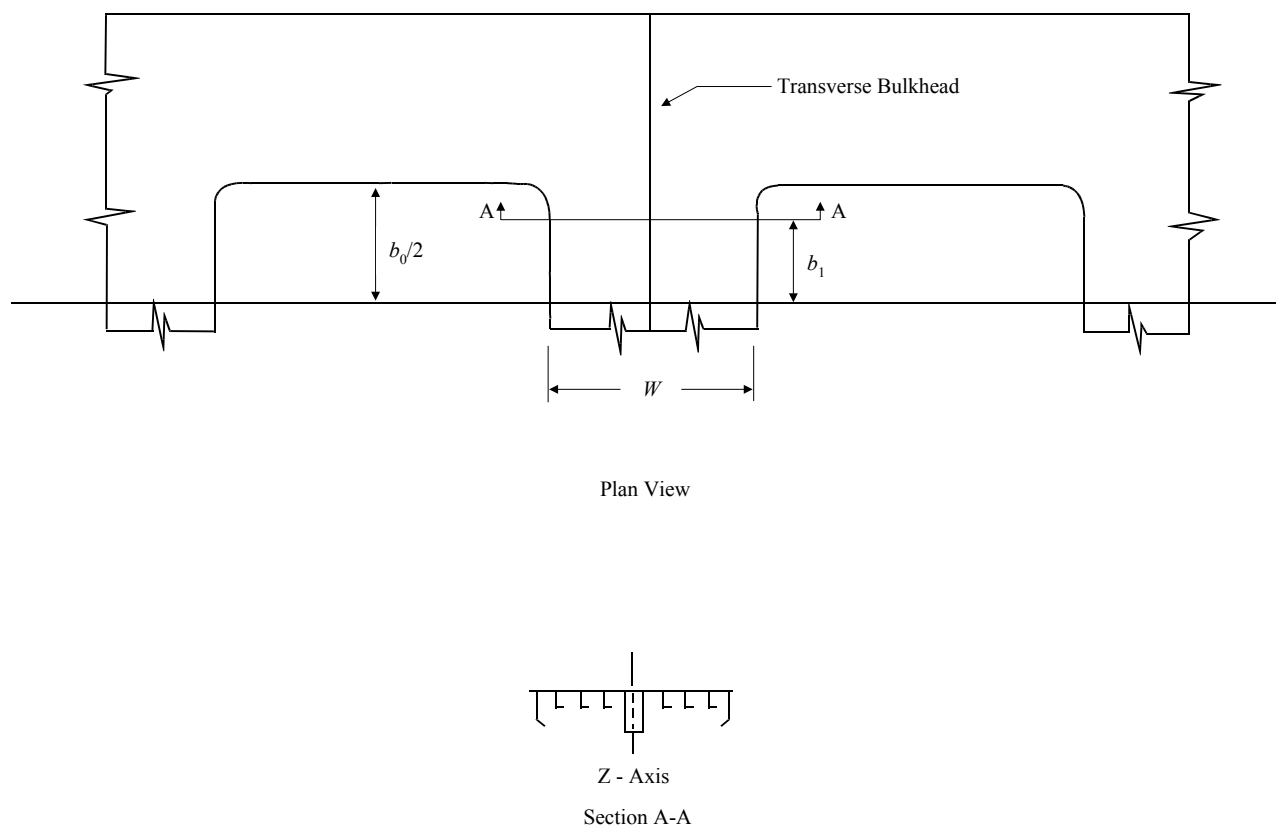 Transverse Bulkhead
A A
b0/2
b1
W
Plan View
Z - Axis
Section A-A